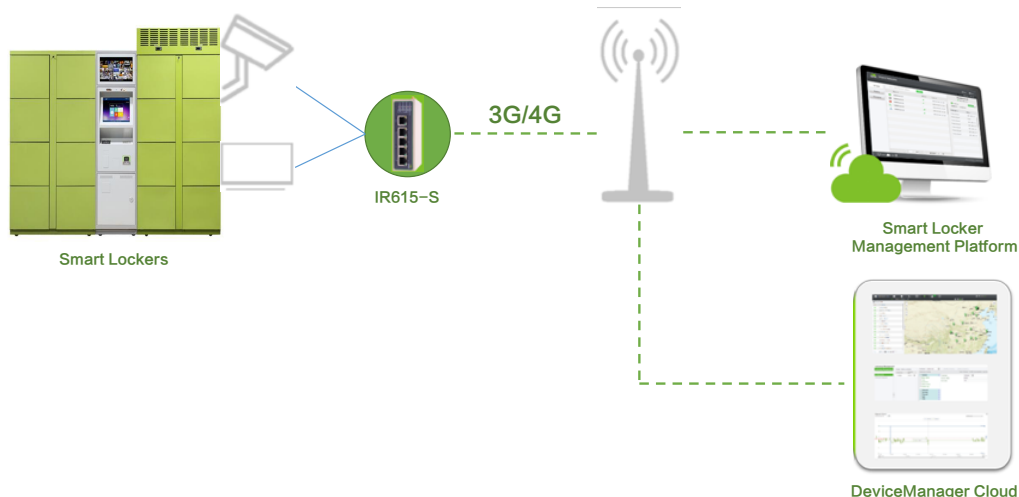 3G/4G
IR615-S
Smart Lockers
Smart Locker
Management Platform
DeviceManager Cloud